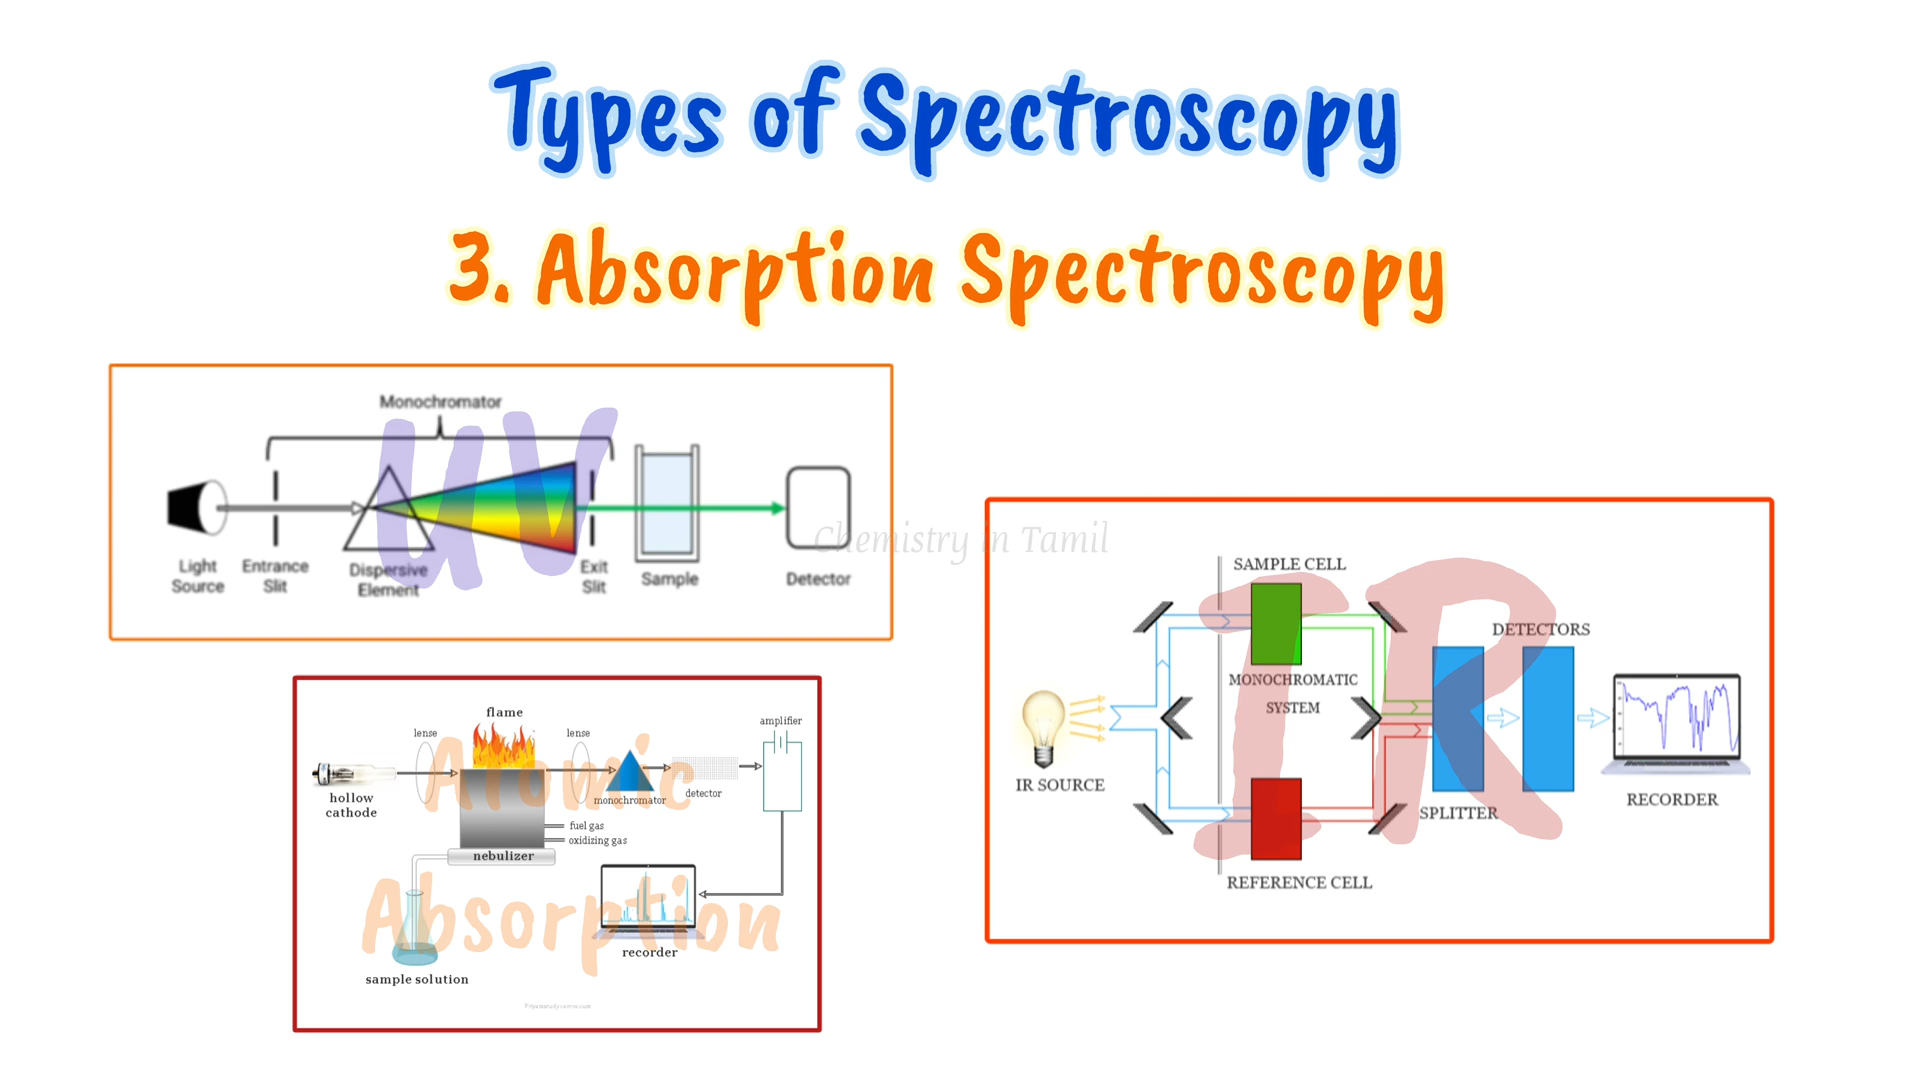 Types of Spectroscopy
3. Absorption Spectroscopy
Monochromator
UV
Light
Source
Entrance
Slit
Dispersive
Element
Exit
Slit
Sample
Detector
Chemistry in Tamil
flame
lense
lense
amplifier
hollow
cathode
monochromator
detector
fuel gas
oxidizing gas
nebulizer
Atomic
Absorption
recorder
sample solution
Priyamstudycentre.com
SAMPLE CELL
MONOCHROMATIC
SYSTEM
DETECTORS
IR
IR SOURCE
SPLITTER
RECORDER
REFERENCE CELL